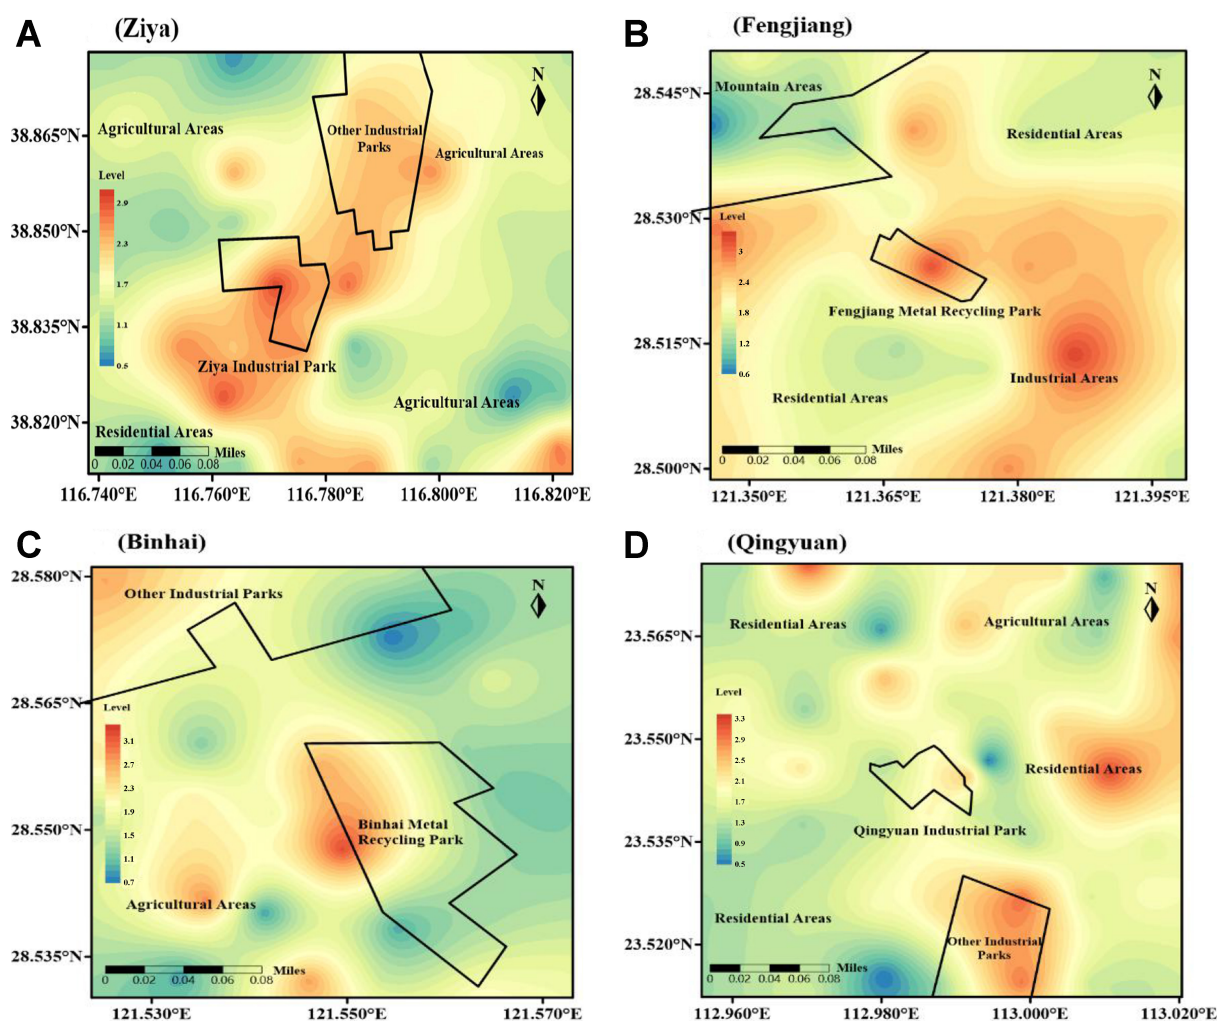 A
(Ziya)
N
38.865°N
38.850°N
38.835°N
38.820°N
Agricultural Areas
Other Industrial
Parks
Agricultural Areas
Level
2.9
2.3
1.7
1.1
0.5
Ziya Industrial Park
Agricultural Areas
Residential Areas
Miles
0 0.02 0.04 0.06 0.08
116.740°E 116.760°E 116.780°E 116.800°E 116.820°E
B
(Fengjiang)
N
28.545°N
28.530°N
28.515°N
28.500°N
Mountain Areas
Residential Areas
Level
3
2.4
1.8
1.2
0.6
Fengjiang Metal Recycling Park
Industrial Areas
Residential Areas
Miles
0 0.02 0.04 0.06 0.08
121.350°E 121.365°E 121.380°E 121.395°E
C
(Binhai)
N
28.580°N
28.565°N
28.550°N
28.535°N
Other Industrial Parks
Level
3.1
2.7
2.3
1.9
1.5
1.1
0.7
Binhai Metal
Recycling Park
Agricultural Areas
Miles
0 0.02 0.04 0.06 0.08
121.530°E 121.550°E 121.570°E
D
(Qingyuan)
N
23.565°N
23.550°N
23.535°N
23.520°N
Residential Areas
Agricultural Areas
Level
3.3
2.9
2.5
2.1
1.7
1.3
0.9
0.5
Residential Areas
Qingyuan Industrial Park
Residential Areas
Other Industrial
Parks
Miles
0 0.02 0.04 0.06 0.08
112.960°E 112.980°E 113.000°E 113.020°E